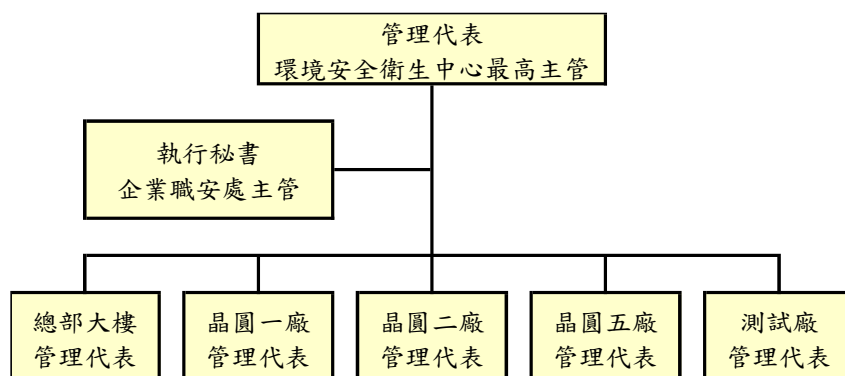 管理代表
環境安全衛生中心最高主管
執行秘書
企業職安處主管
總部大樓
管理代表
晶圓一廠
管理代表
晶圓二廠
管理代表
晶圓五廠
管理代表
測試廠
管理代表